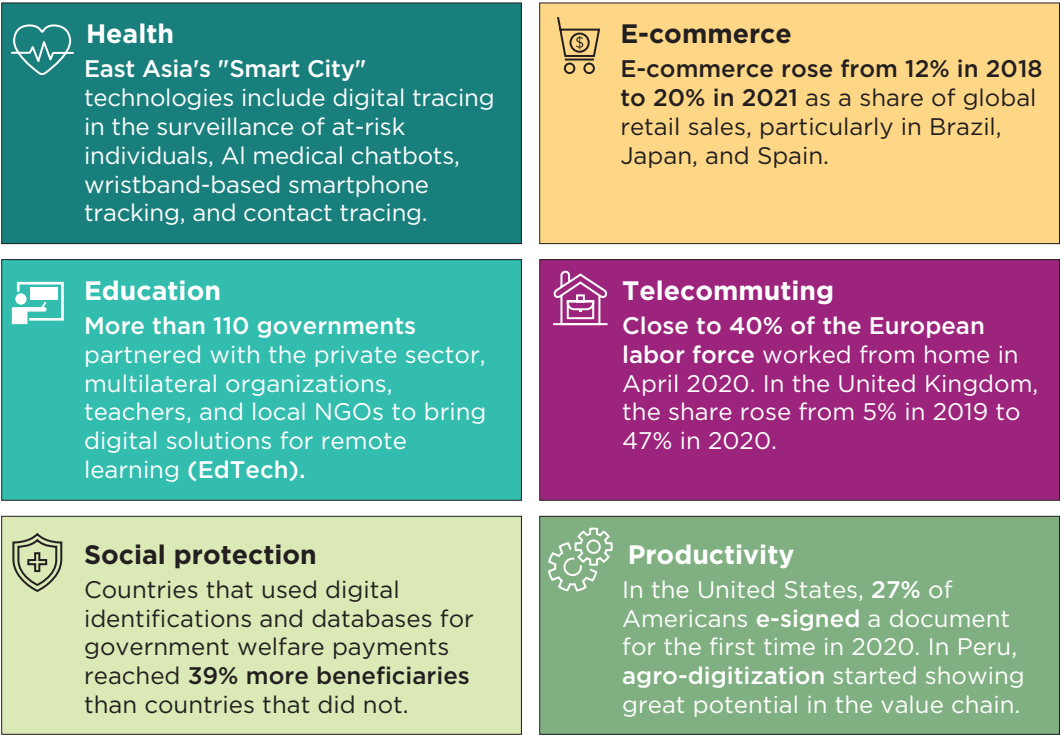 Health
East Asia's "Smart City"
technologies include digital tracing
in the surveillance of at-risk
individuals, AI medical chatbots,
wristband-based smartphone
tracking, and contact tracing.
$
E-commerce
E-commerce rose from 12% in 2018
to 20% in 2021 as a share of global
retail sales, particularly in Brazil,
Japan, and Spain.
Education
More than 110 governments
partnered with the private sector,
multilateral organizations,
teachers, and local NGOs to bring
digital solutions for remote
learning (EdTech).
Telecommuting
Close to 40% of the European
labor force worked from home in
April 2020. In the United Kingdom,
the share rose from 5% in 2019 to
47% in 2020.
Social protection
Countries that used digital
identifications and databases for
government welfare payments
reached 39% more beneficiaries
than countries that did not.
Productivity
In the United States, 27% of
Americans e-signed a document
for the first time in 2020. In Peru,
agro-digitization started showing
great potential in the value chain.